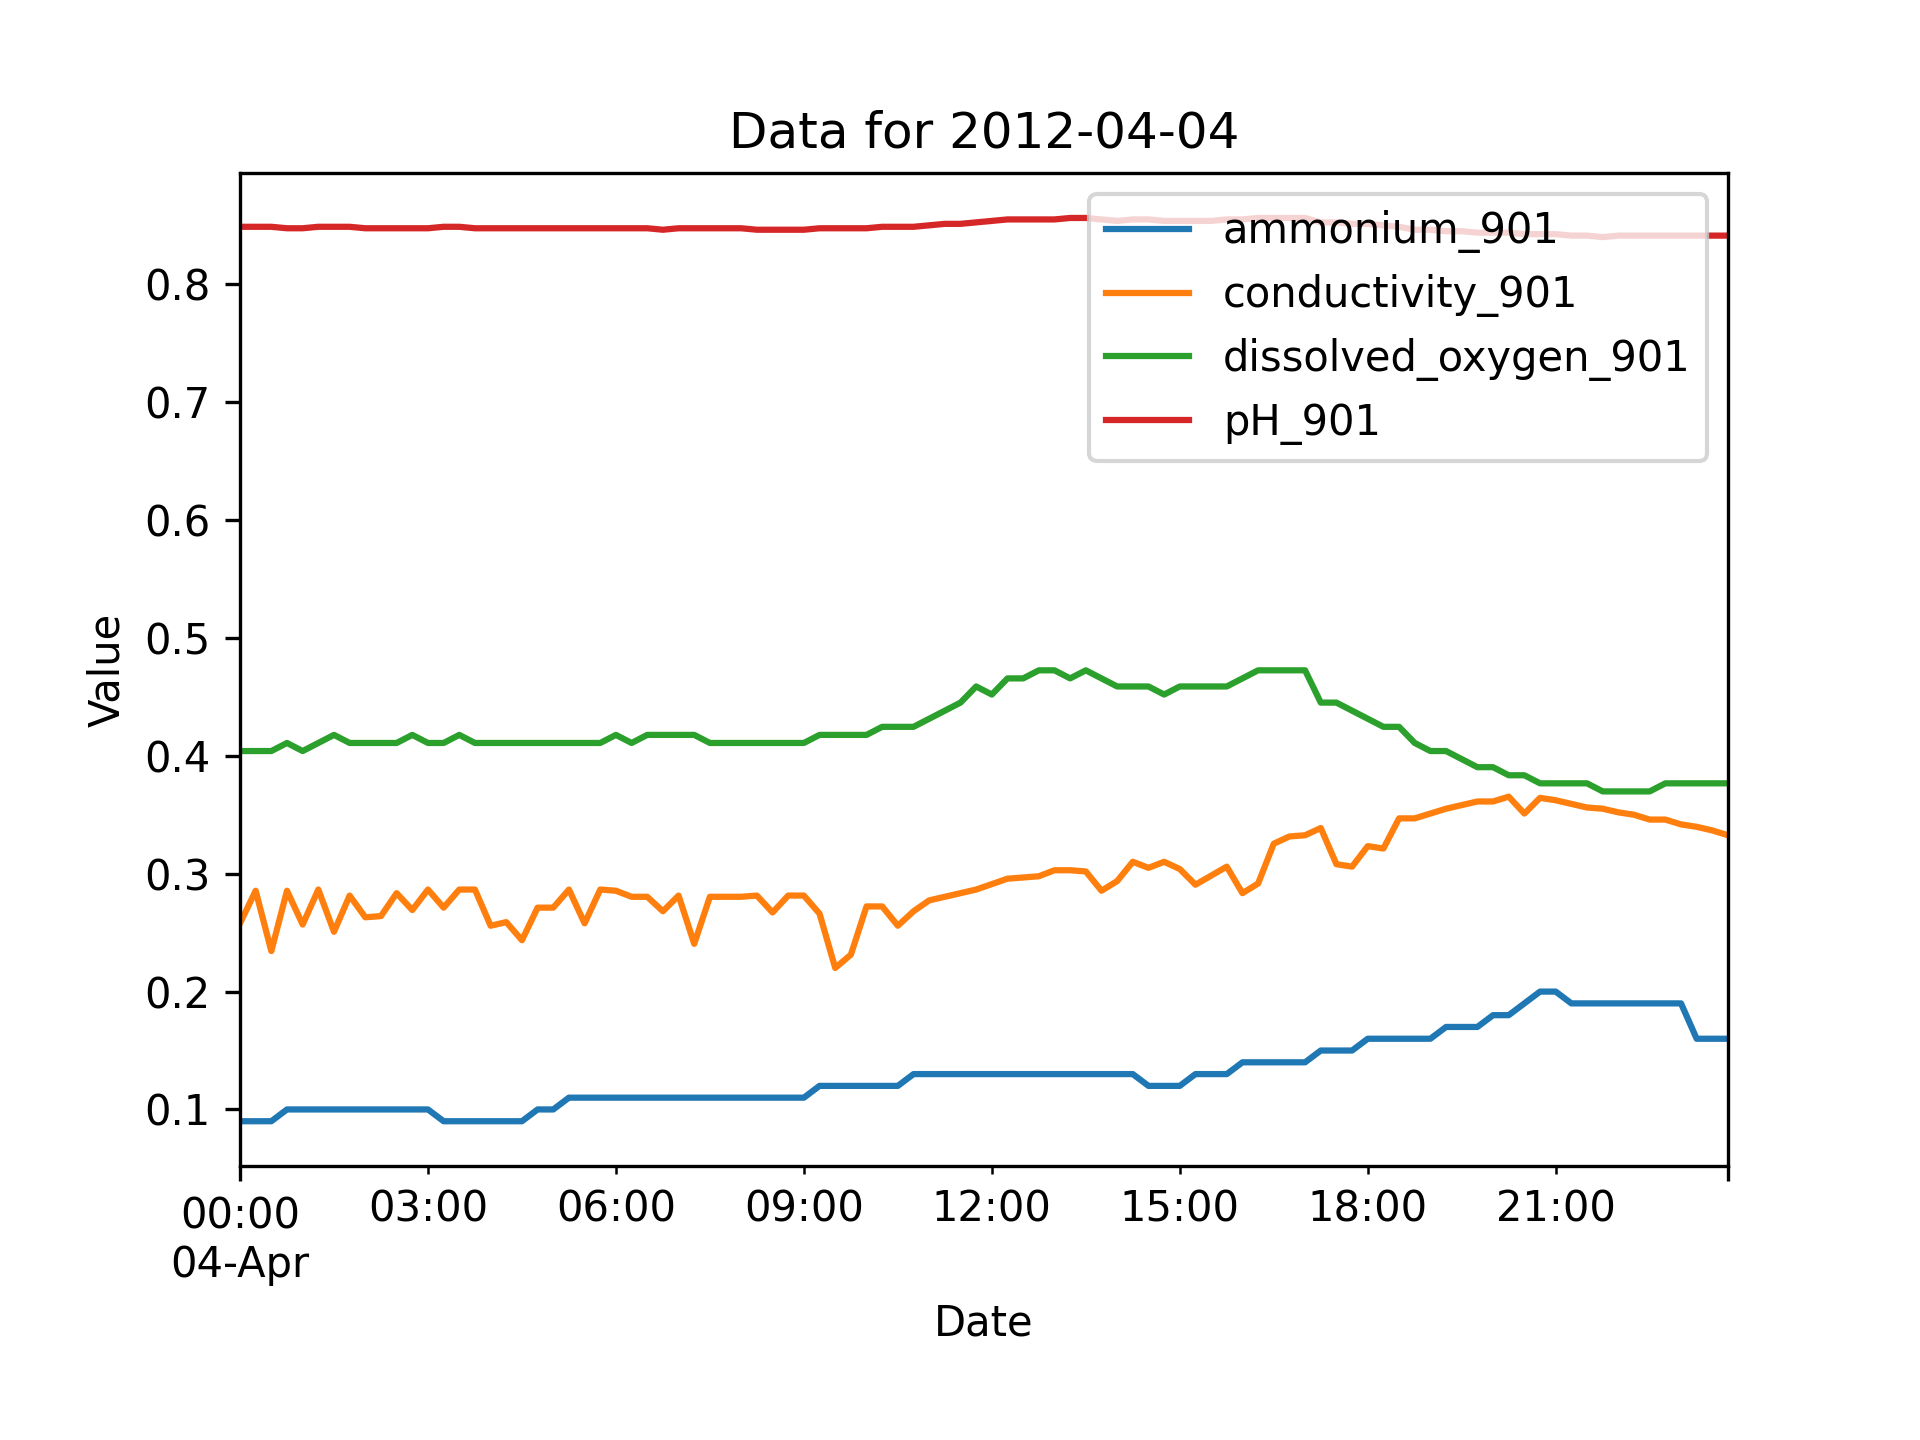 Data for 2012-04-04
ammonium_901
conductivity_901
dissolved_oxygen_901
pH_901
0.8
0.7
0.6
0.5
0.4
0.3
0.2
0.1
Value
00:00 03:00 06:00 09:00 12:00 15:00 18:00 21:00
04-Apr
Date